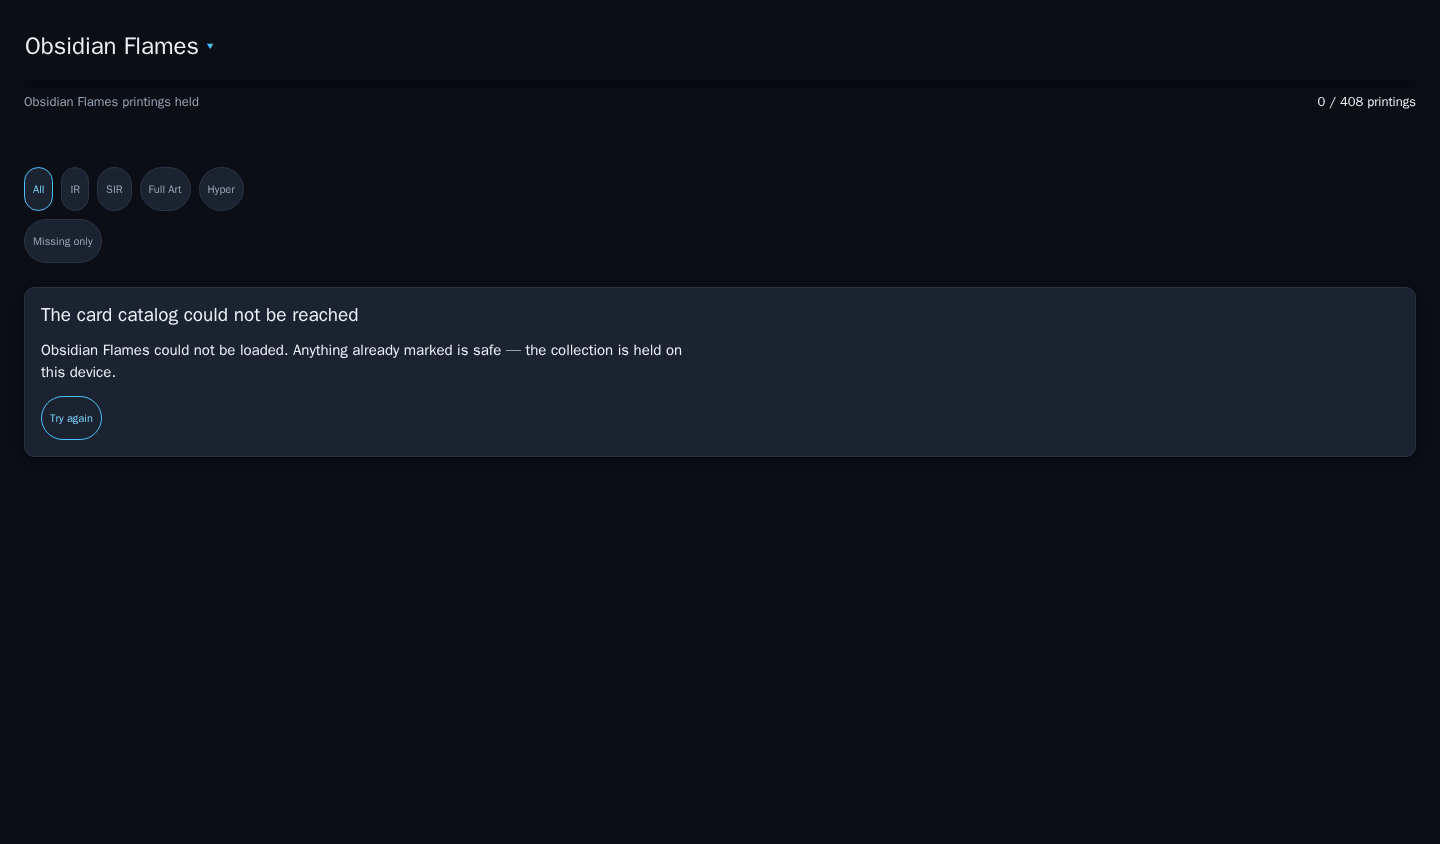 Obsidian Flames
Obsidian Flames printings held
0 / 408 printings
All
IR
SIR
Full Art
Hyper
Missing only
The card catalog could not be reached
Obsidian Flames could not be loaded. Anything already marked is safe — the collection is held on
this device.
Try again